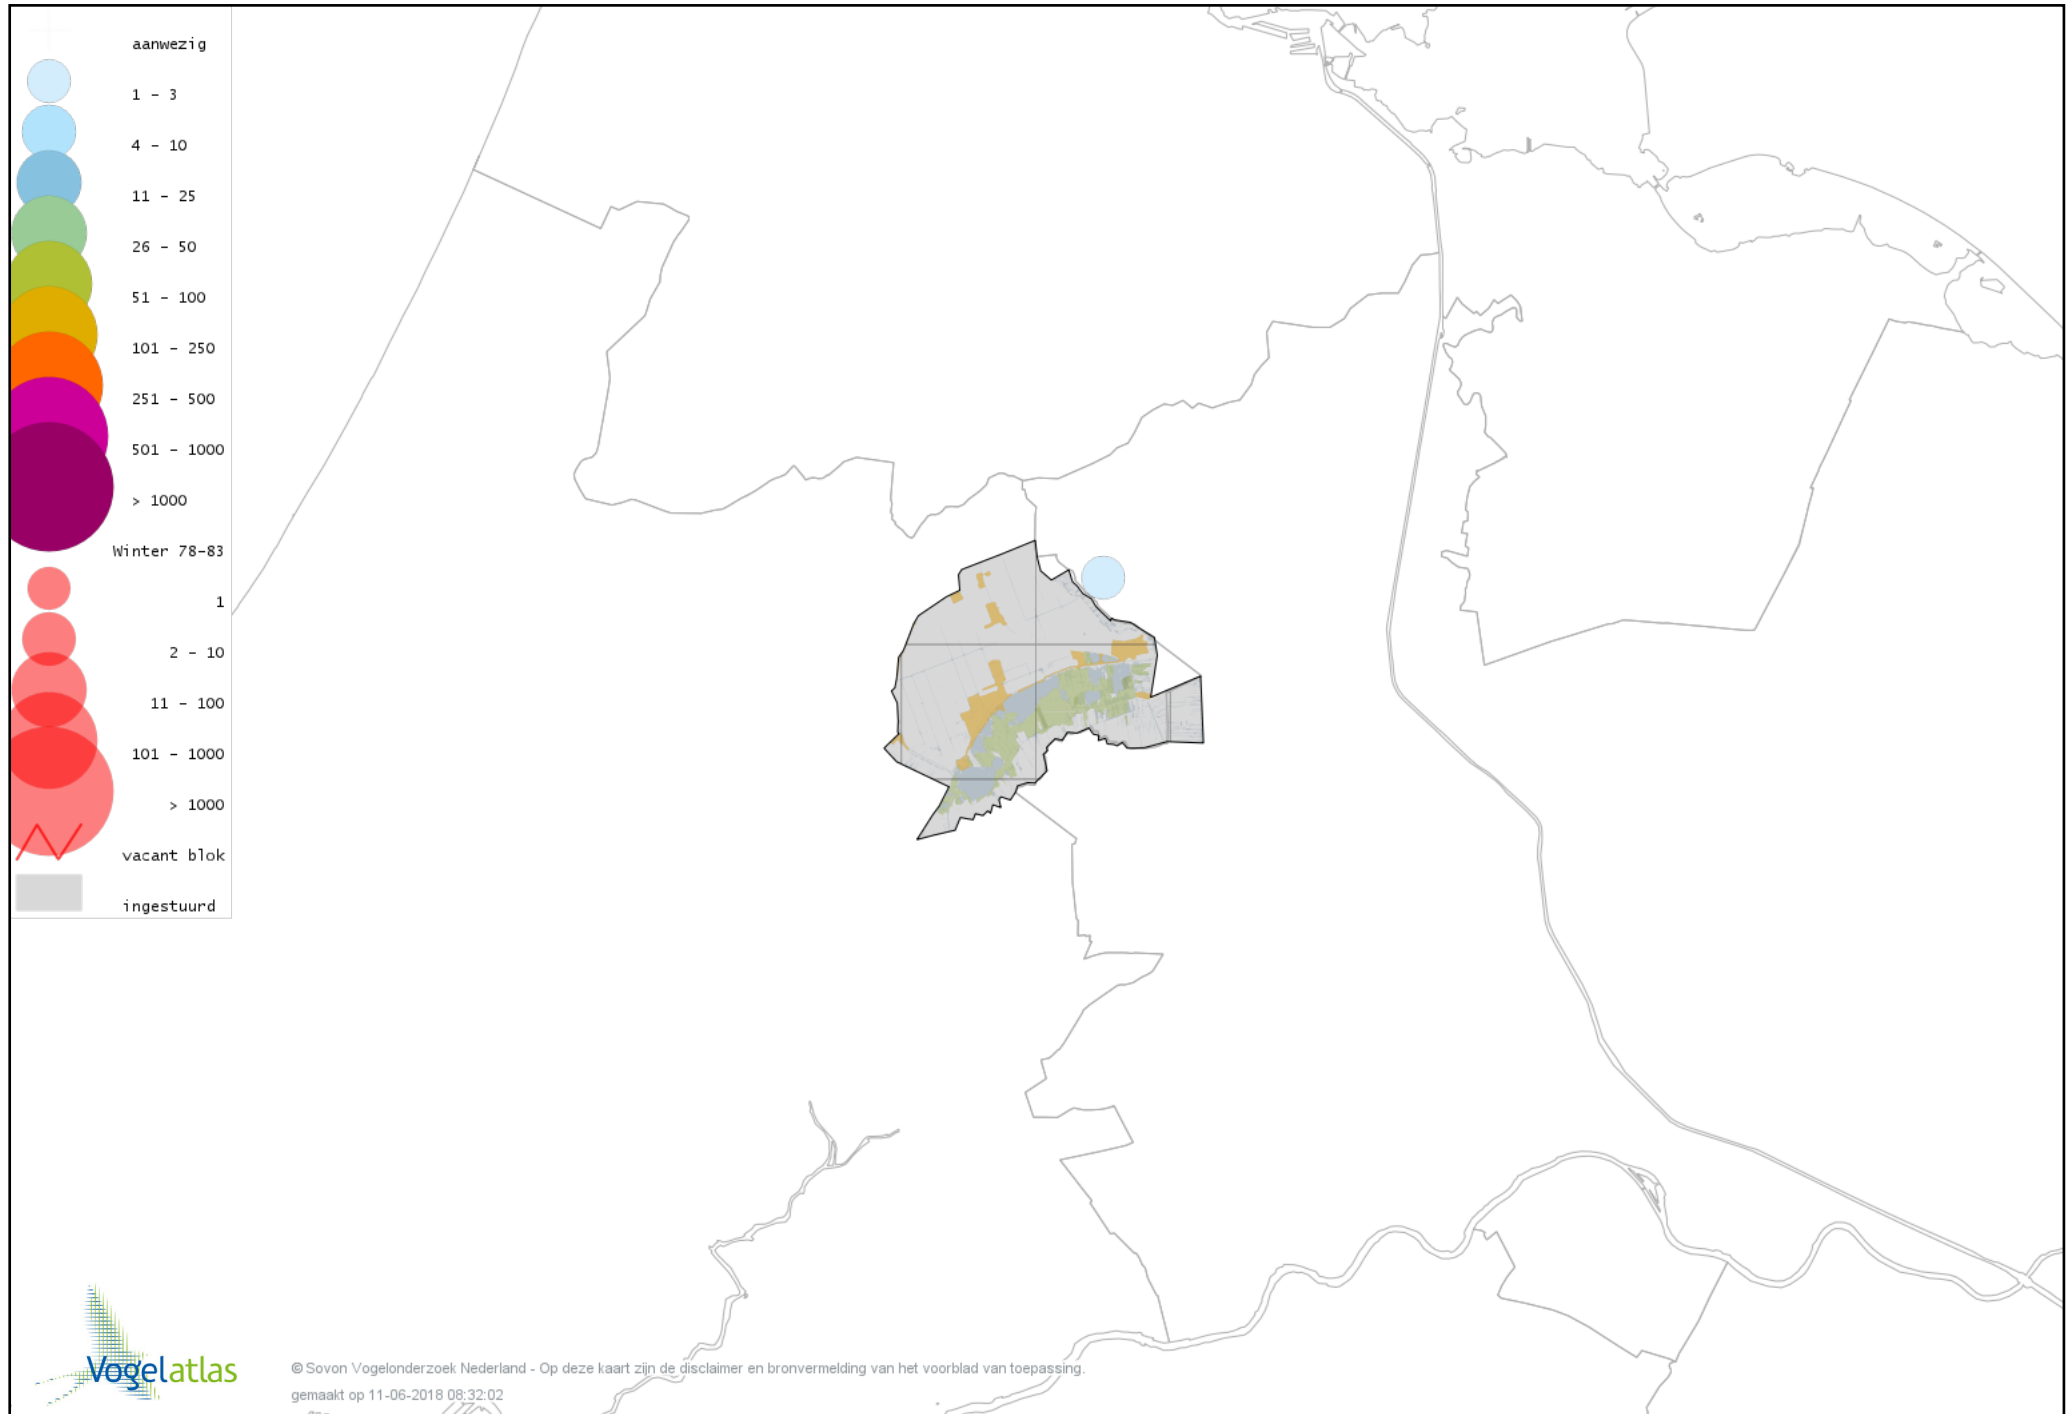 aanwezig
1 - 3
4 - 10
11 - 25
26 - 50
51 - 100
101 - 250
251 - 500
501 - 1000
> 1000
Winter 78-83
1
2 - 10
11 - 100
101 - 1000
> 1000
vacant blok
ingestuurd
Vogelatlas
© Sovon Vogelonderzoek Nederland - Op deze kaart zijn de disclaimer en bronvermelding van het voorblad van toepassing.
gemaakt op 11-06-2018 08:32:02